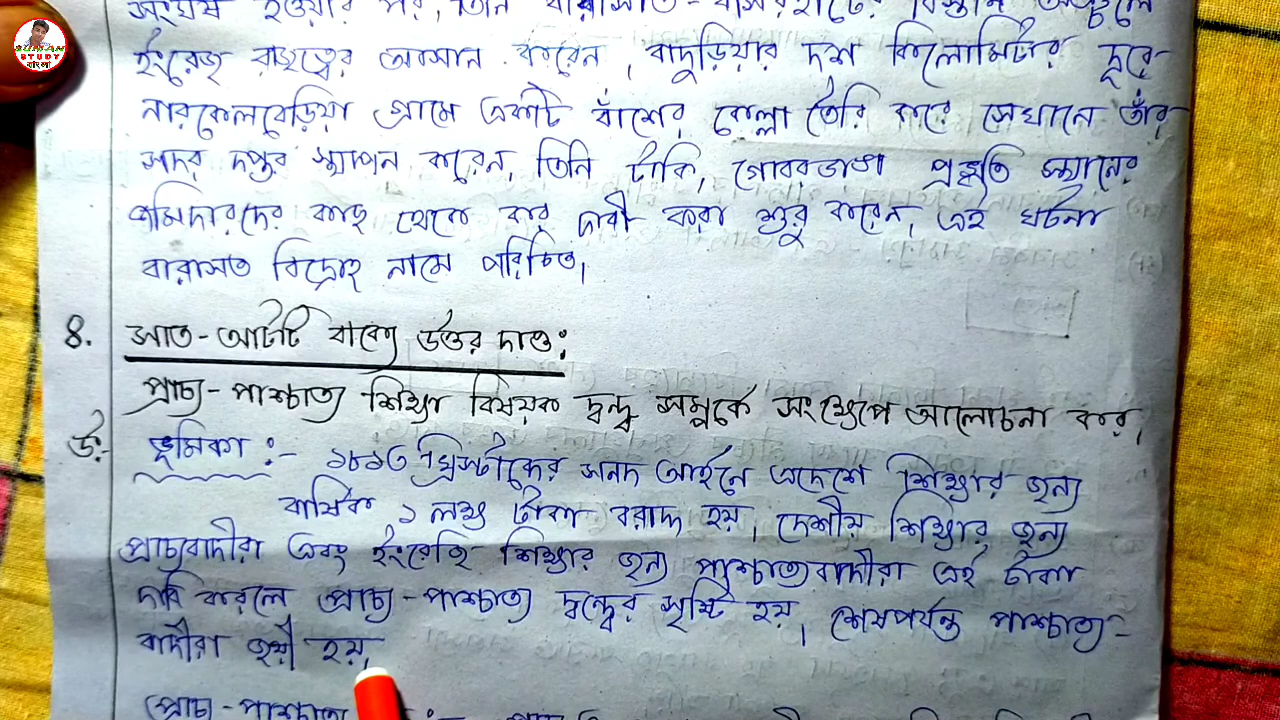 SUMAN
STUDY
বাংলা
সংঘর্ষ হওয়ার পর, তিনি বারাসাত-বসিরহাটের বিস্তীর্ণ অঞ্চলে
ইংরেজ রাজত্বের অবসান করেন, বাদুড়িয়ার দশ কিলোমিটার দূরে
নারকেলবেড়িয়া গ্রামে একটি বাঁশের কেল্লা তৈরি করে সেখানে তাঁর
সদর দপ্তর স্থাপন করেন, তিনি টাকি, গোবরডাঙা প্রভৃতি স্থানের
জমিদারদের কাছ থেকে কর দাবী করা শুরু করেন, এই ঘটনা
বারাসত বিদ্রোহ নামে পরিচিত।
8. সাত-আটটি বাক্যে উত্তর দাও:
প্রাচ্য-পাশ্চাত্য শিক্ষা বিষয়ক দ্বন্দ্ব সম্পর্কে সংক্ষেপে আলোচনা কর,
উঃ- ভূমিকা :- ১৮১৩ খ্রিস্টাব্দের সনদ আইনে এদেশে শিক্ষার জন্য
বার্ষিক ১ লক্ষ টাকা বরাদ্দ হয়, দেশীয় শিক্ষার জন্য
প্রাচ্যবাদীরা এবং ইংরেজি শিক্ষার জন্য পাশ্চাত্যবাদীরা এই টাকা
দাবি করলে প্রাচ্য-পাশ্চাত্য দ্বন্দ্বের সৃষ্টি হয়, শেষপর্যন্ত পাশ্চাত্য-
বাদীরা জয়ী হয়,
প্রাচ্য-পাশ্চাত্য